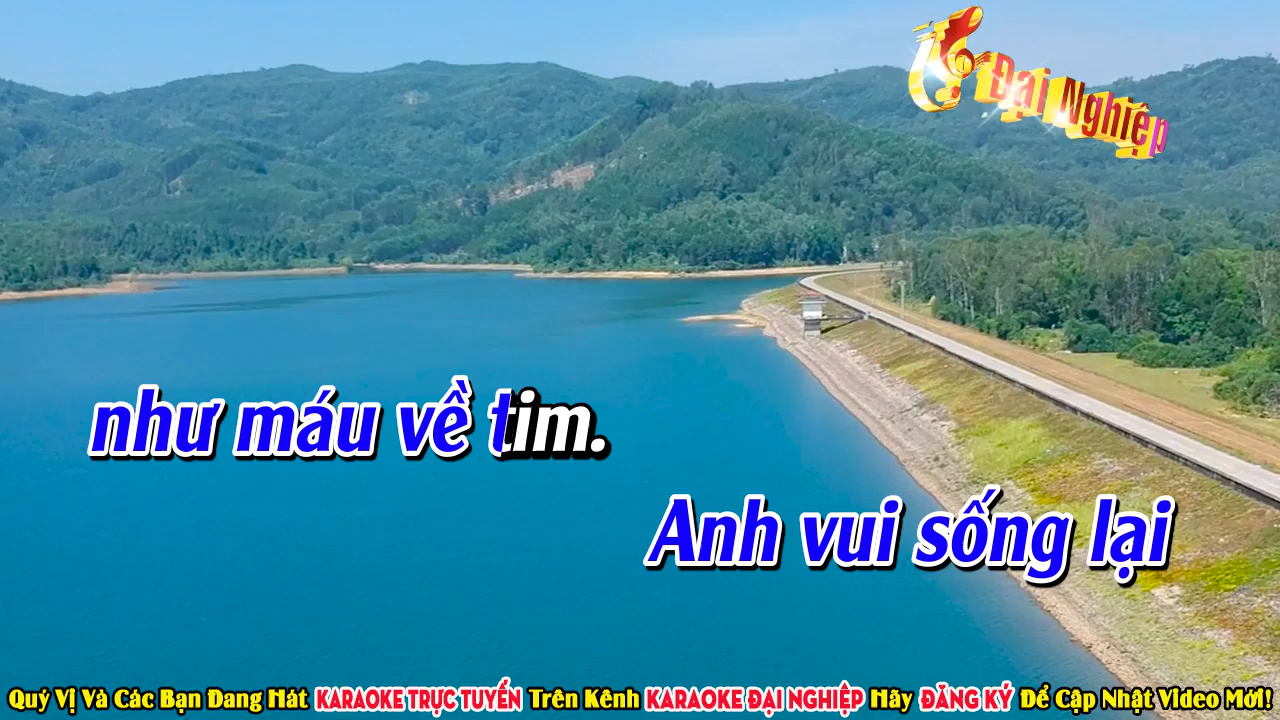 Đại Nghiệp
như máu về tim.
Anh vui sống lại
Quý Vị Và Các Bạn Đang Hát KARAOKE TRỰC TUYẾN Trên Kênh KARAOKE ĐẠI NGHIỆP Hãy ĐĂNG KÝ Để Cập Nhật Video Mới!